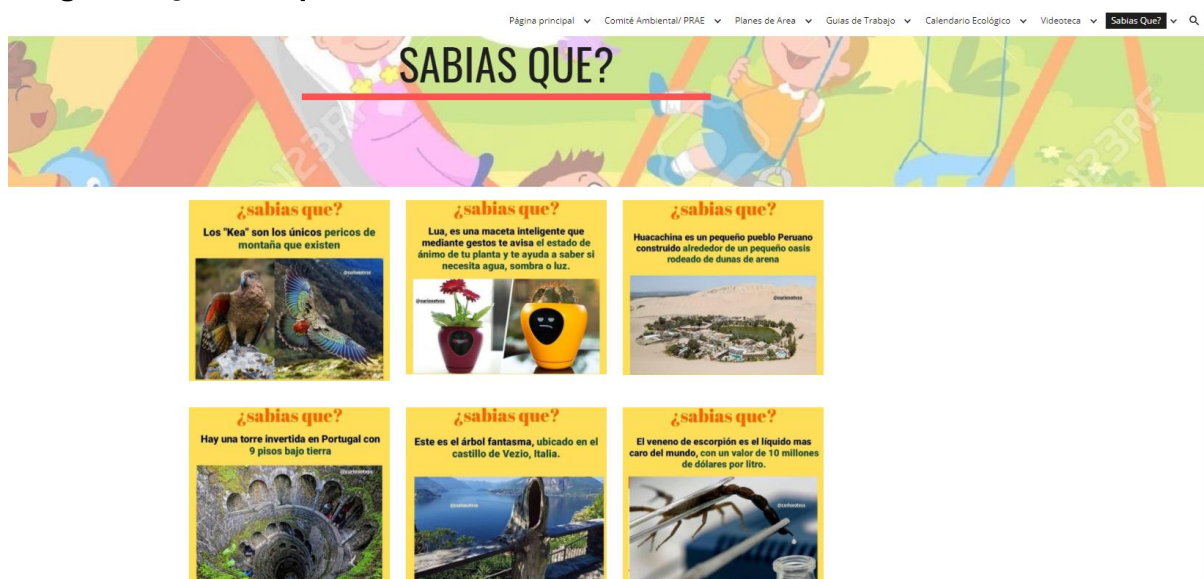 Página principal
Comité Ambiental/ PRAE
Planes de Area
Guias de Trabajo
Calendario Ecológico
Videoteca
Sabias Que?
SABIAS QUE?
123RF
123RF
¿sabias que?
Los "Kea" son los únicos pericos de
montaña que existen
¿sabias que?
Lua, es una maceta inteligente que
mediante gestos te avisa el estado de
ánimo de tu planta y te ayuda a saber si
necesita agua, sombra o luz.
¿sabias que?
Huacachina es un pequeño pueblo Peruano
construido alrededor de un pequeño oasis
rodeado de dunas de arena
¿sabias que?
Hay una torre invertida en Portugal con
9 pisos bajo tierra
¿sabias que?
Este es el árbol fantasma, ubicado en el
castillo de Vezio, Italia.
¿sabias que?
El veneno de escorpión es el líquido mas
caro del mundo, con un valor de 10 millones
de dólares por litro.